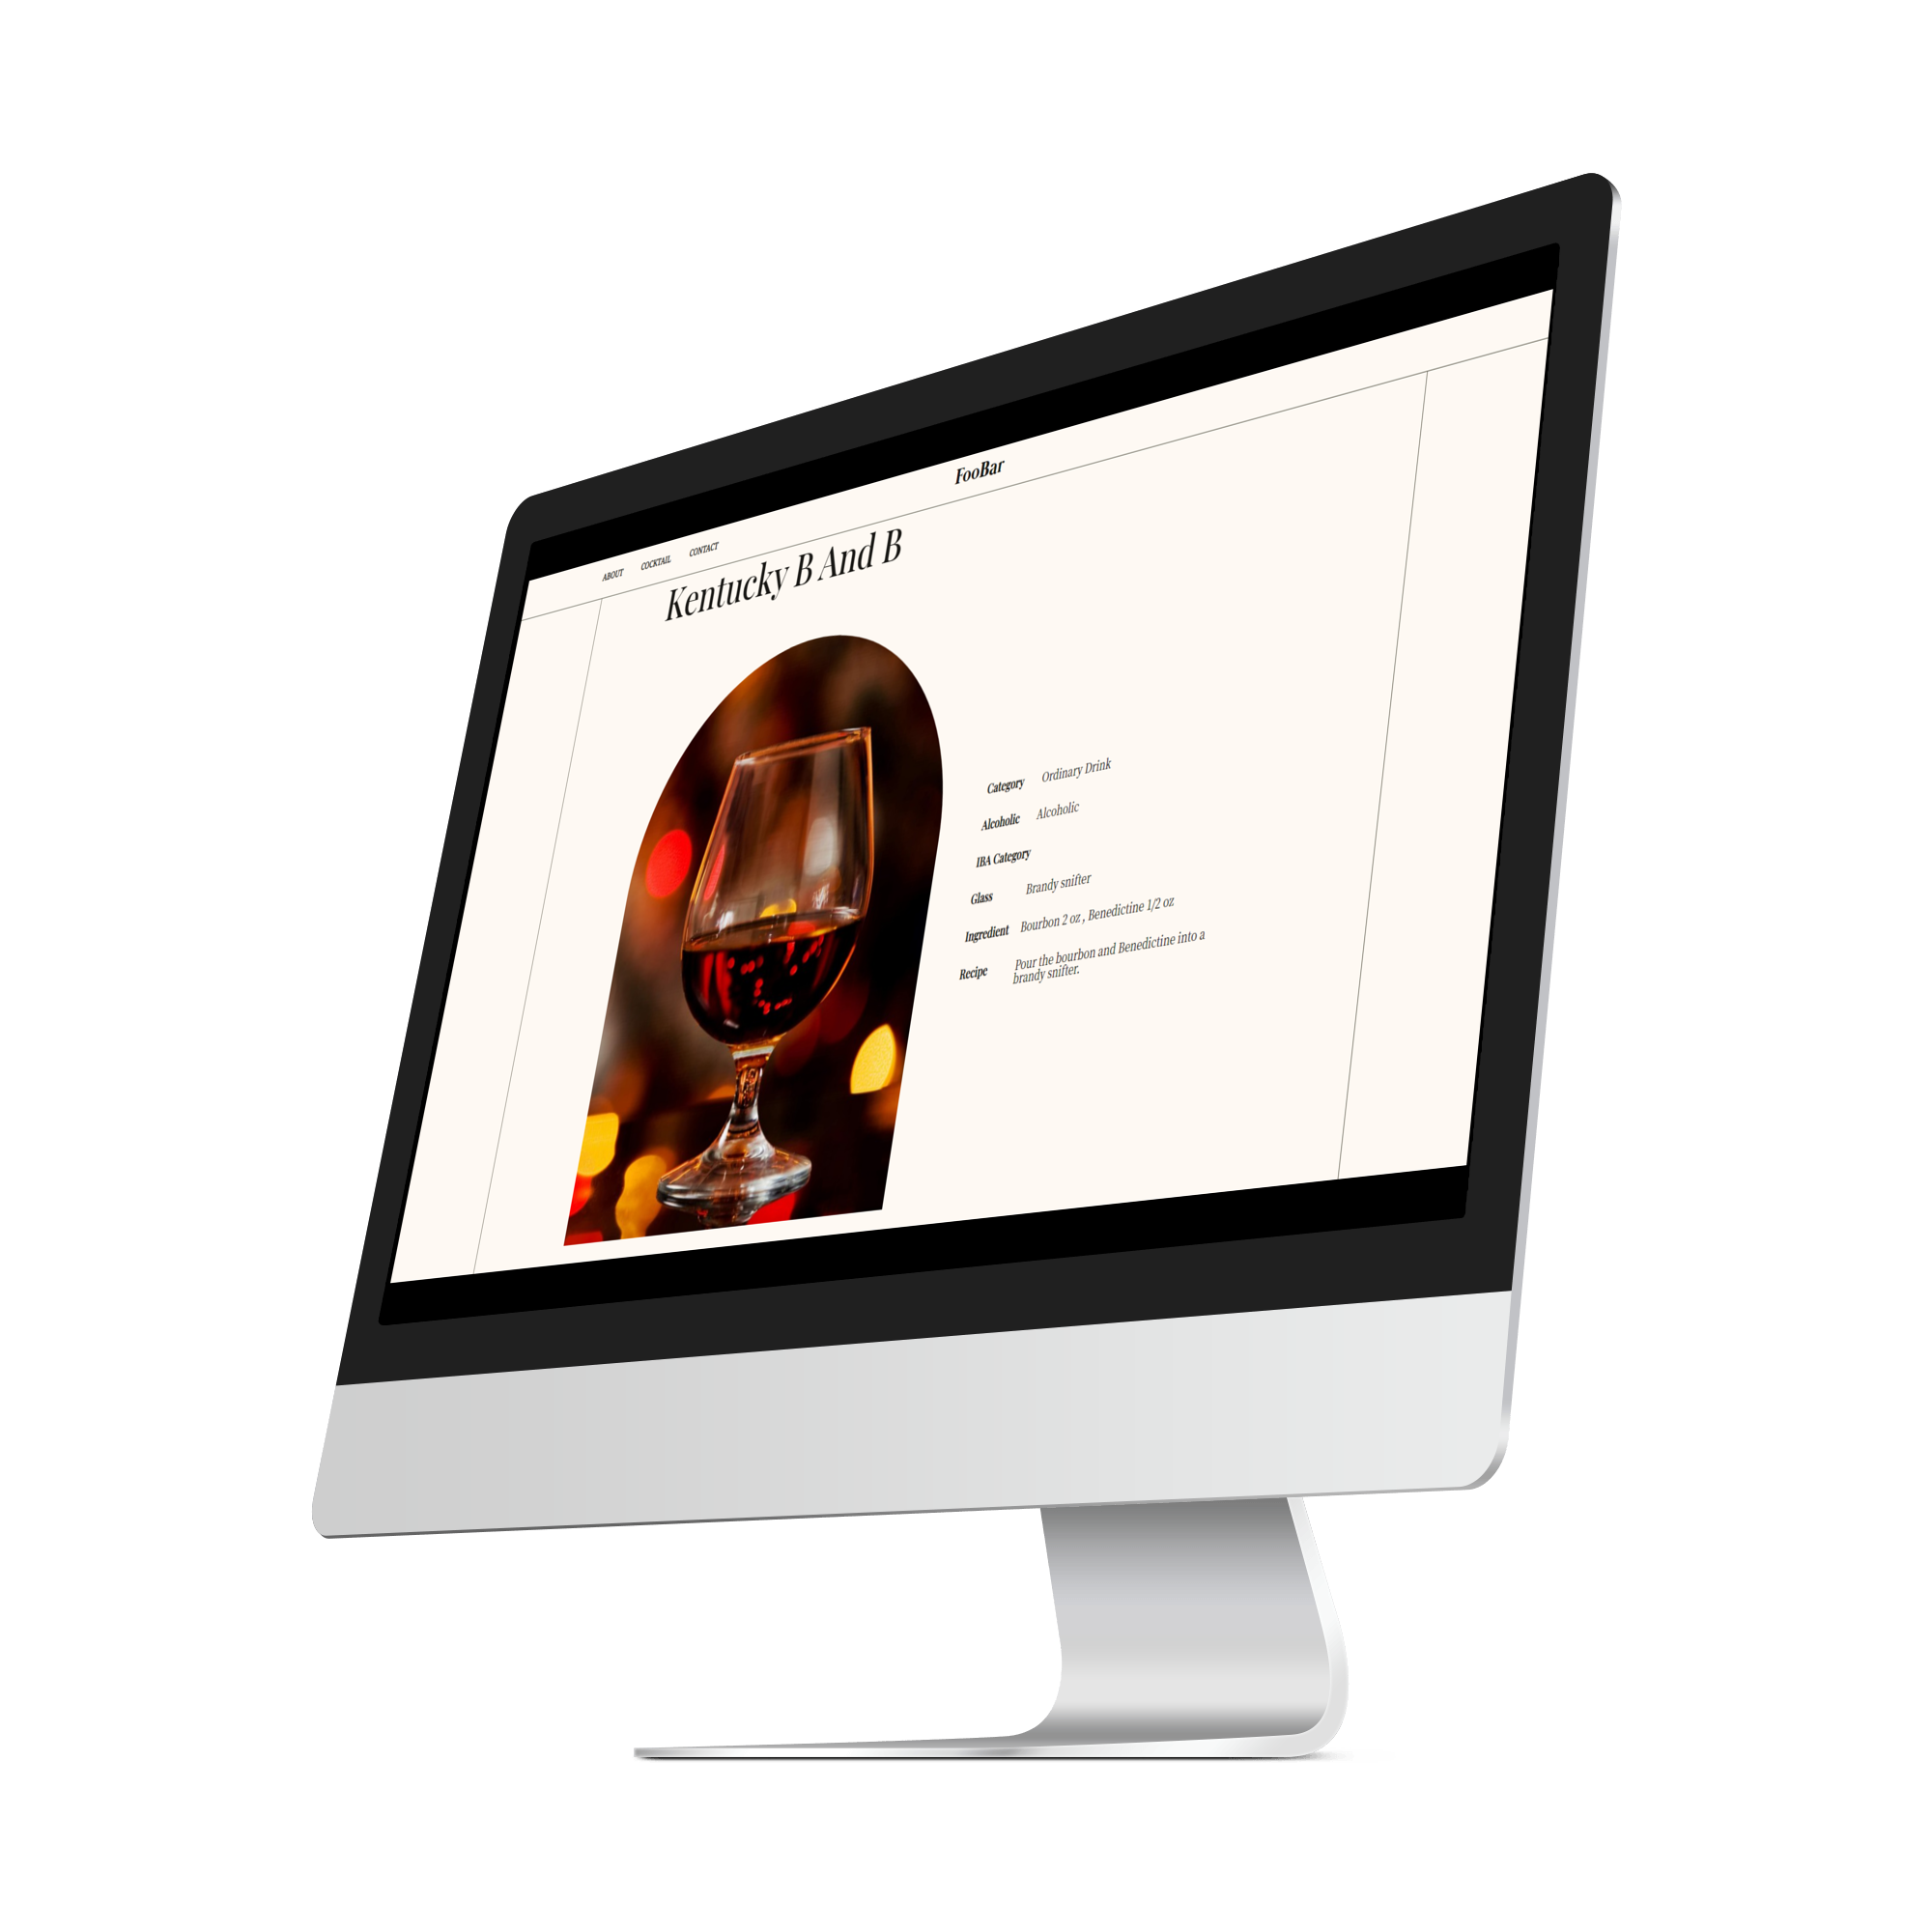 FooBar
ABOUT COCKTAIL CONTACT
Kentucky B And B
Category Ordinary Drink
Alcoholic Alcoholic
IBA Category
Glass Brandy snifter
Ingredient Bourbon 2 oz , Benedictine 1/2 oz
Recipe Pour the bourbon and Benedictine into a
brandy snifter.